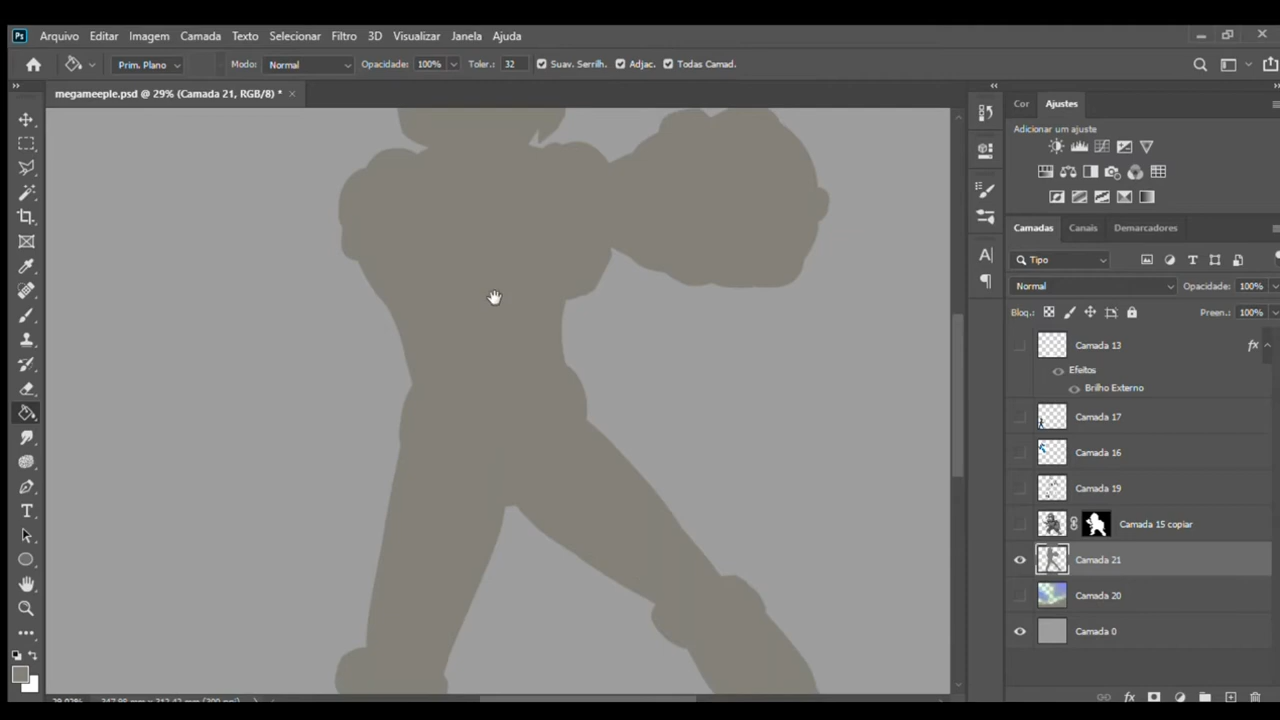 Ps Arquivo Editar Imagem Camada Texto Selecionar Filtro 3D Visualizar Janela Ajuda
Prim. Plano Modo: Normal Opacidade: 100% Toler.: 32 Suav. Serrilh. Adjac. Todas Camad.
megameeple.psd @ 29% (Camada 21, RGB/8) *
Cor Ajustes
Adicionar um ajuste
Camadas Canais Demarcadores
Tipo
Normal Opacidade: 100%
Bloq.: Preen.: 100%
Camada 13 fx
Efeitos
Brilho Externo
Camada 17
Camada 16
Camada 19
Camada 15 copiar
Camada 21
Camada 20
Camada 0